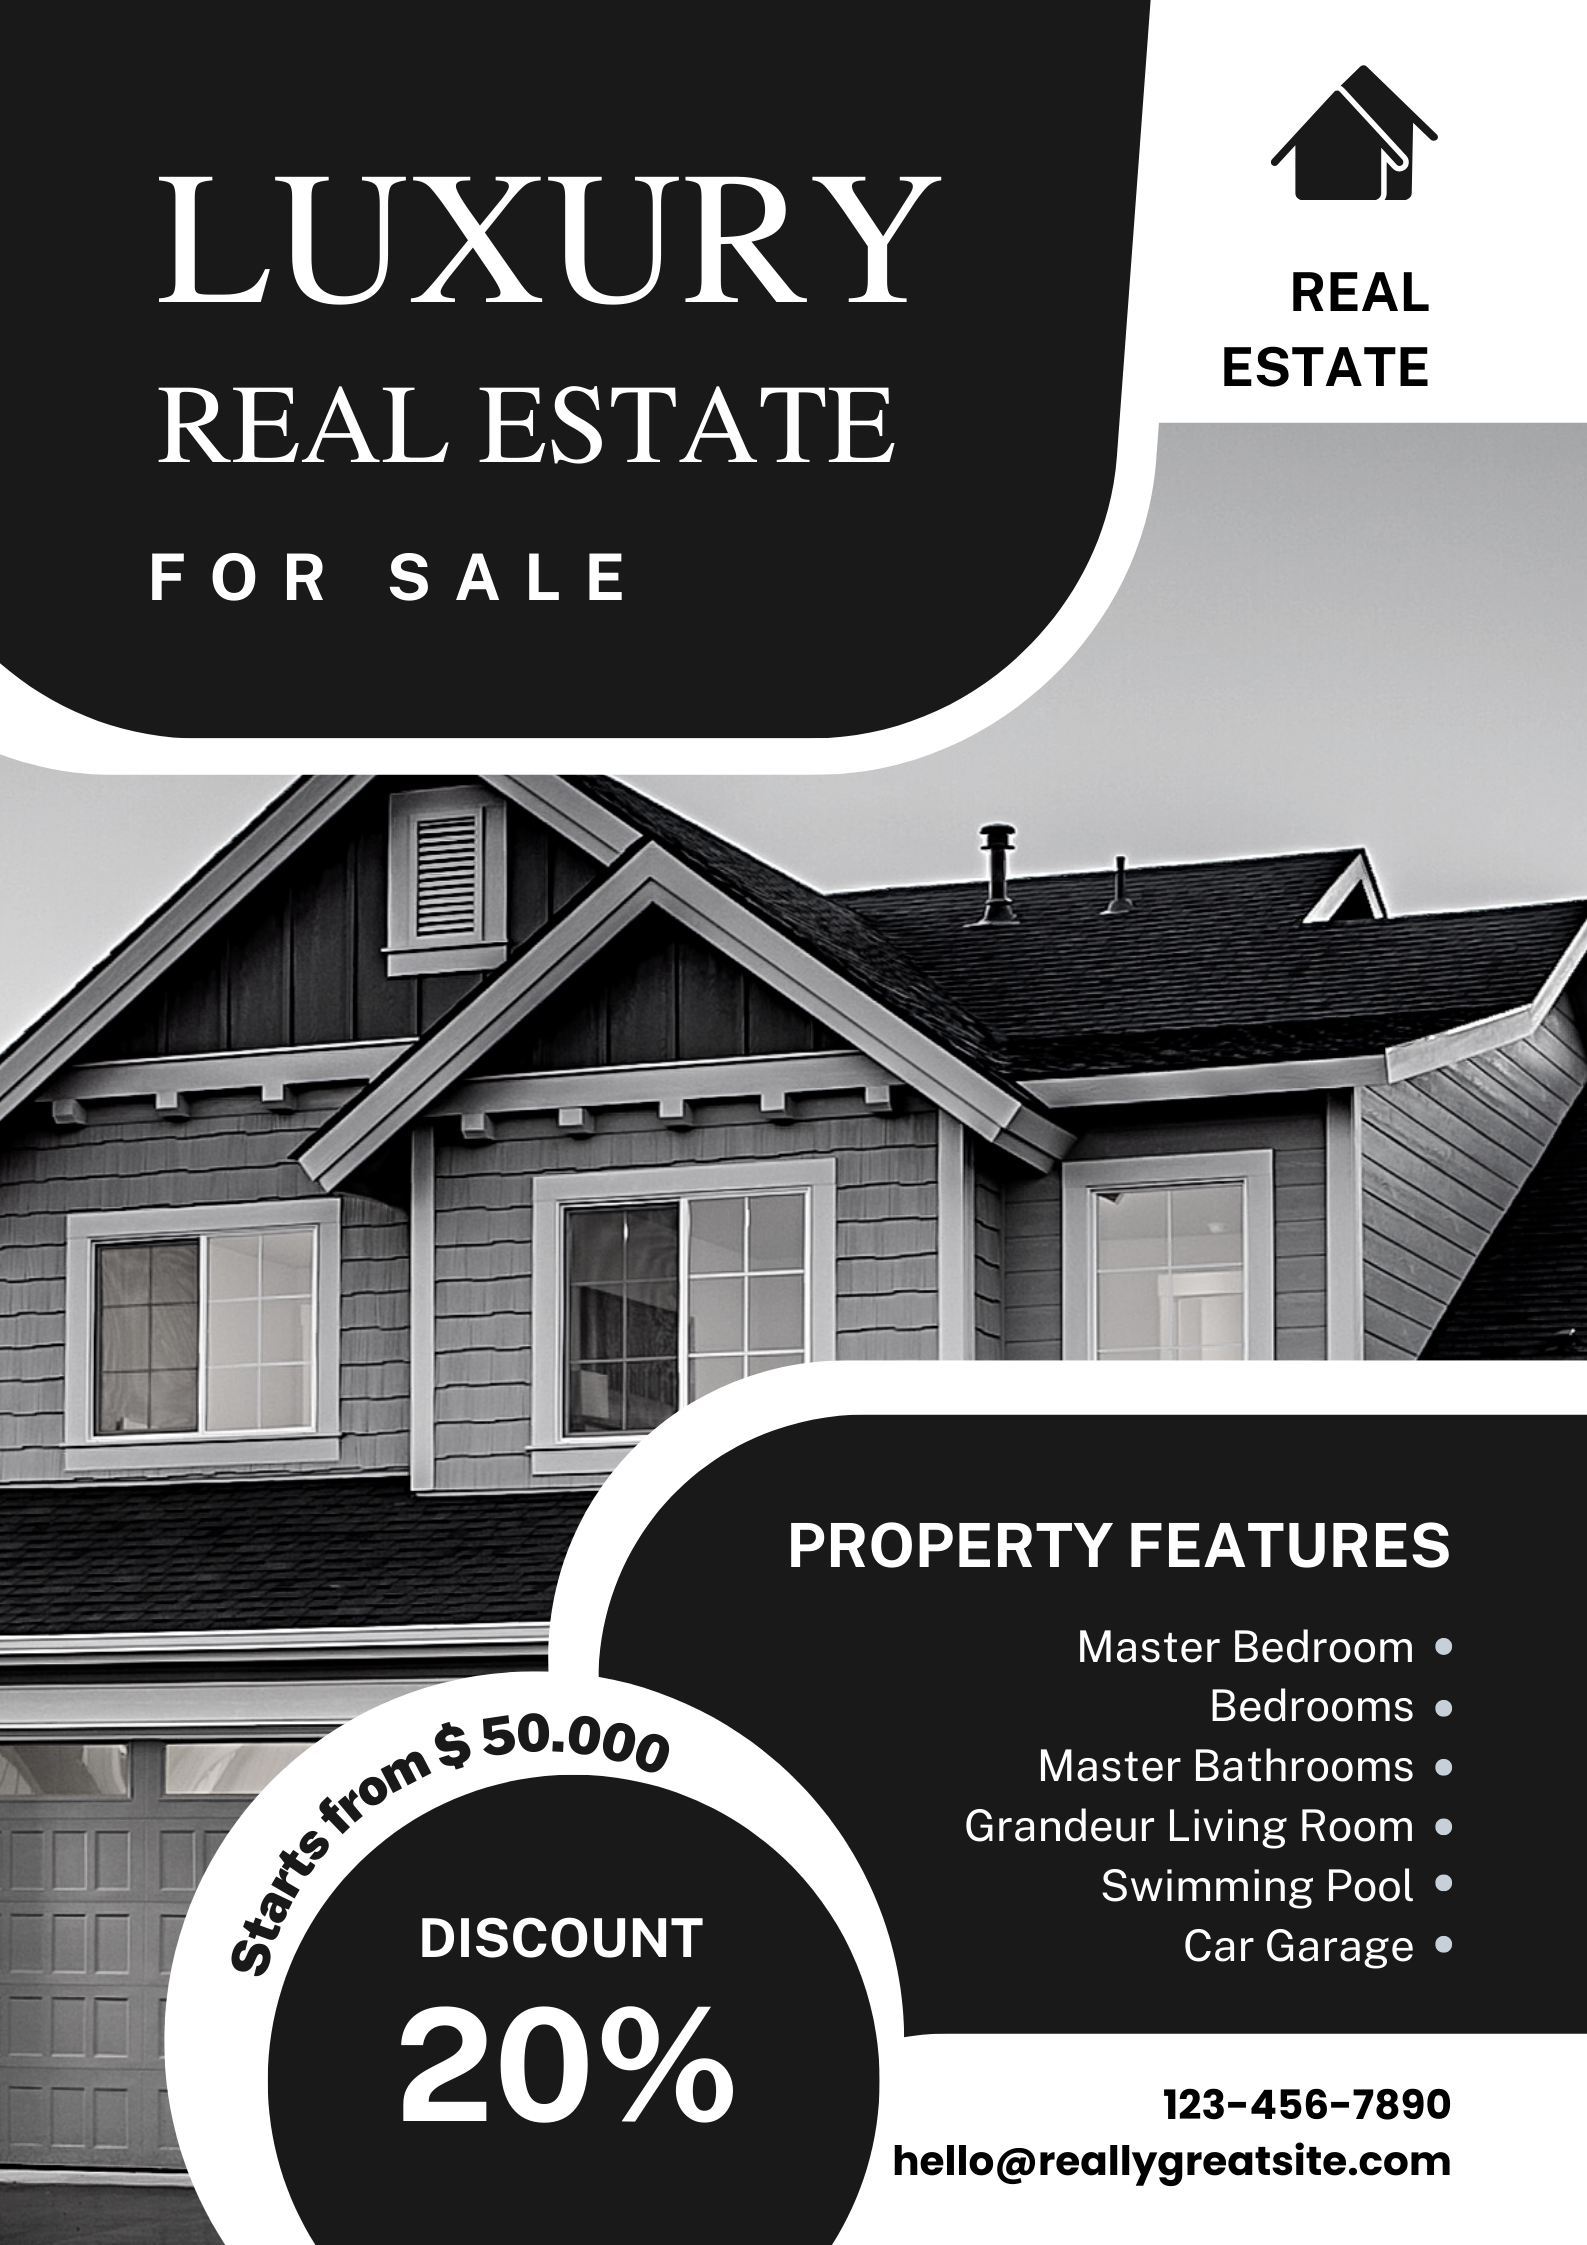 LUXURY
REAL ESTATE
FOR SALE
REAL
ESTATE
PROPERTY FEATURES
Master Bedroom
Bedrooms
Master Bathrooms
Grandeur Living Room
Swimming Pool
Car Garage
Starts from $ 50.000
DISCOUNT
20%
123-456-7890
hello@reallygreatsite.com